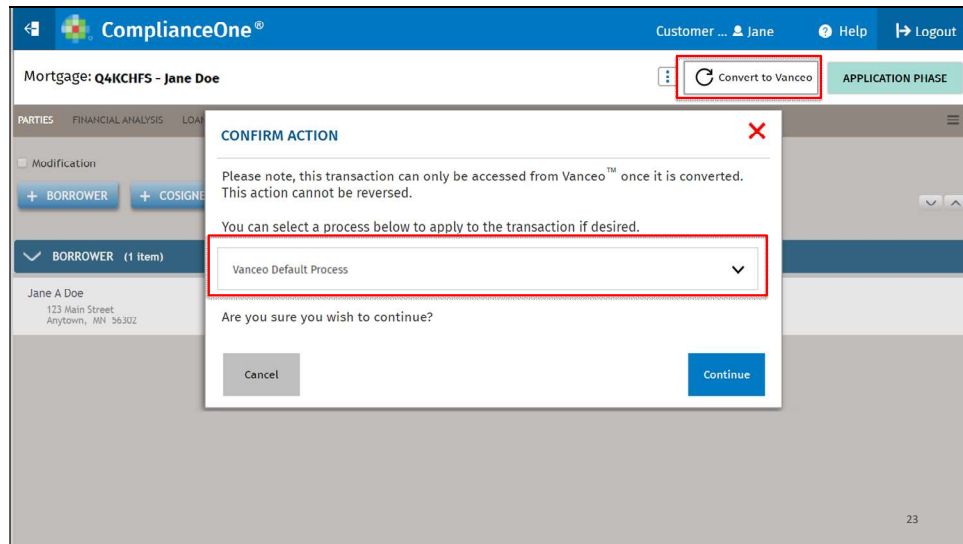 ComplianceOne®
Customer ... Jane
Help
Logout
Mortgage: Q4KCHFS - Jane Doe
Convert to Vanceo
APPLICATION PHASE
PARTIES FINANCIAL ANALYSIS
CONFIRM ACTION
Modification
Please note, this transaction can only be accessed from Vanceo™ once it is converted.
This action cannot be reversed.
+ BORROWER
+ COSIGNE
You can select a process below to apply to the transaction if desired.
BORROWER (1 item)
Vanceo Default Process
Jane A Doe
123 Main Street
Anytown, MN 56302
Are you sure you wish to continue?
Cancel
Continue
23